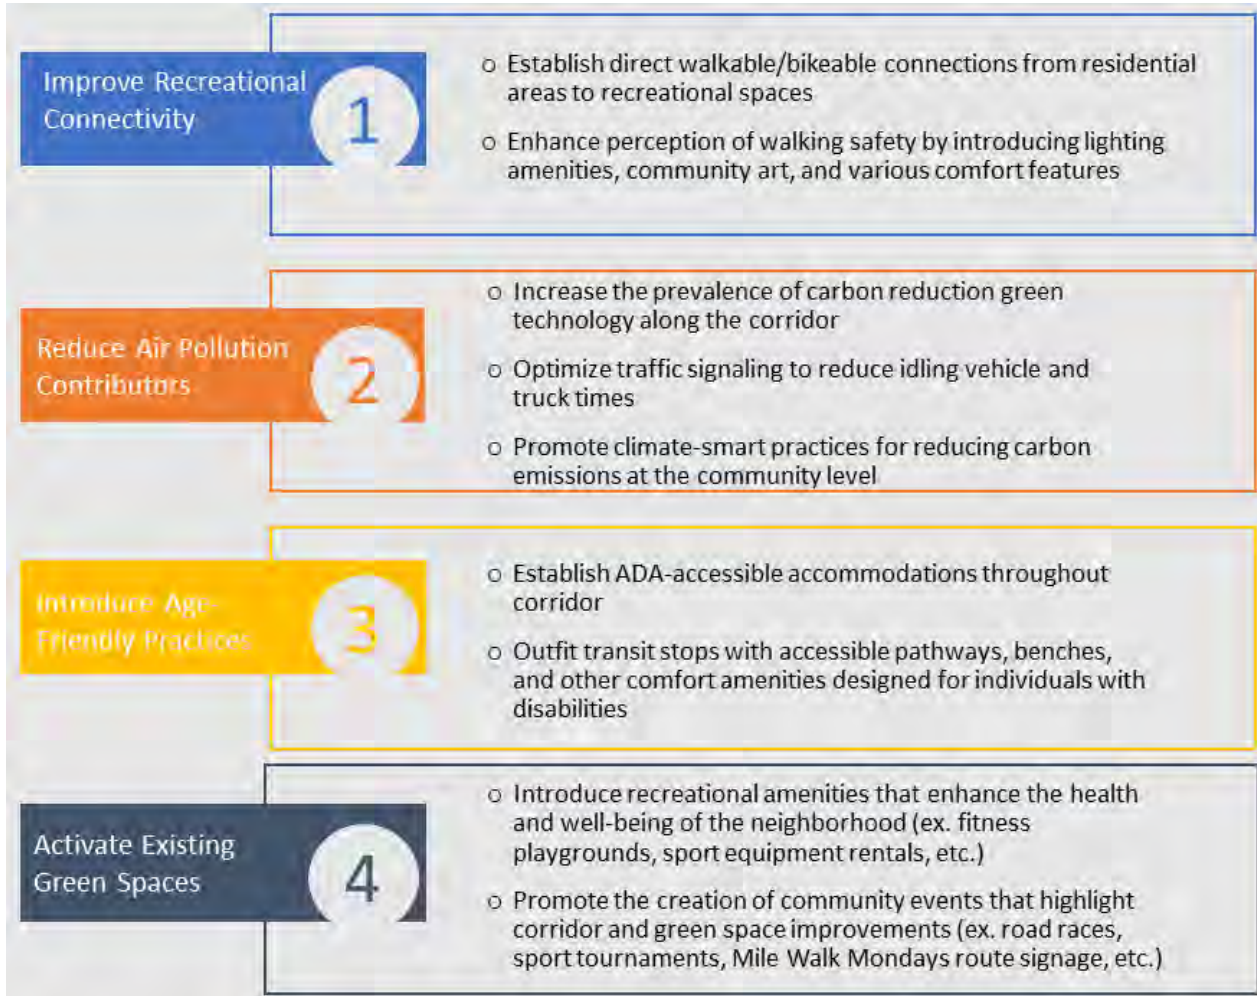 Improve Recreational
Connectivity
1
o Establish direct walkable/bikeable connections from residential
areas to recreational spaces
o Enhance perception of walking safety by introducing lighting
amenities, community art, and various comfort features
Reduce Air Pollution
Contributors
2
o Increase the prevalence of carbon reduction green
technology along the corridor
o Optimize traffic signaling to reduce idling vehicle and
truck times
o Promote climate-smart practices for reducing carbon
emissions at the community level
Introduce Age-
Friendly Practices
3
o Establish ADA-accessible accommodations throughout
corridor
o Outfit transit stops with accessible pathways, benches,
and other comfort amenities designed for individuals with
disabilities
Activate Existing
Green Spaces
4
o Introduce recreational amenities that enhance the health
and well-being of the neighborhood (ex. fitness
playgrounds, sport equipment rentals, etc.)
o Promote the creation of community events that highlight
corridor and green space improvements (ex. road races,
sport tournaments, Mile Walk Mondays route signage, etc.)